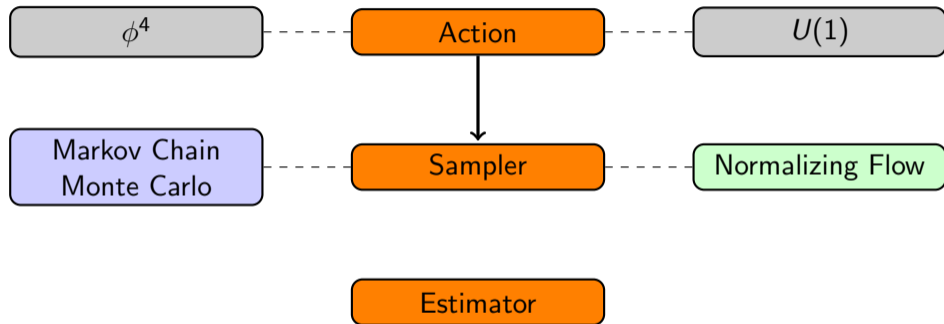 ϕ⁴
Action
U(1)
Markov Chain
Monte Carlo
Sampler
Normalizing Flow
Estimator